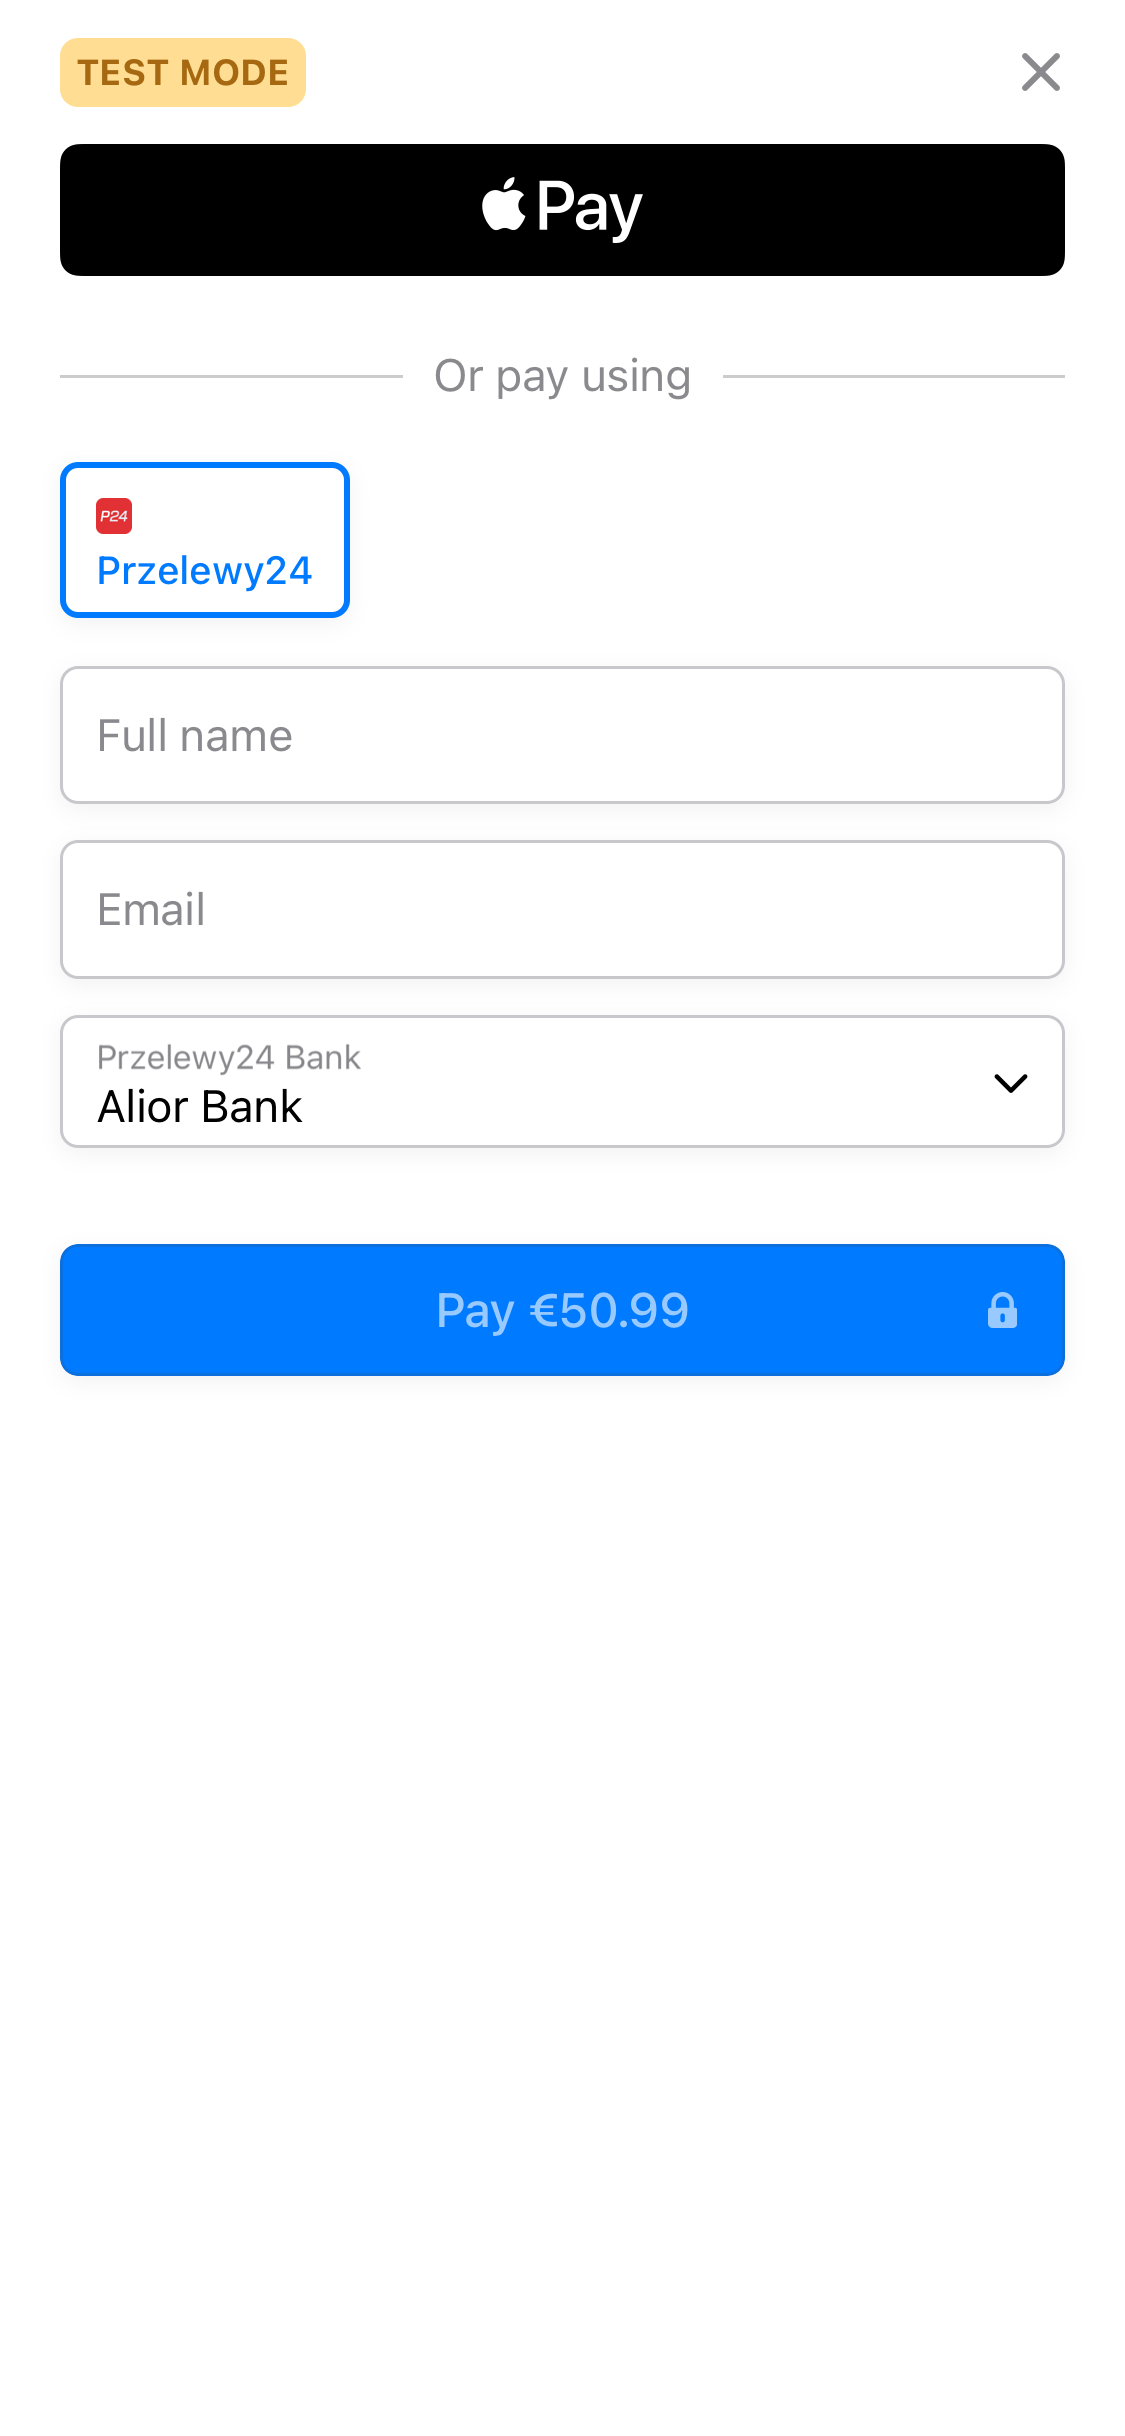 TEST MODE
Pay
Or pay using
P24
Przelewy24
Full name
Email
Przelewy24 Bank
Alior Bank
Pay €50.99